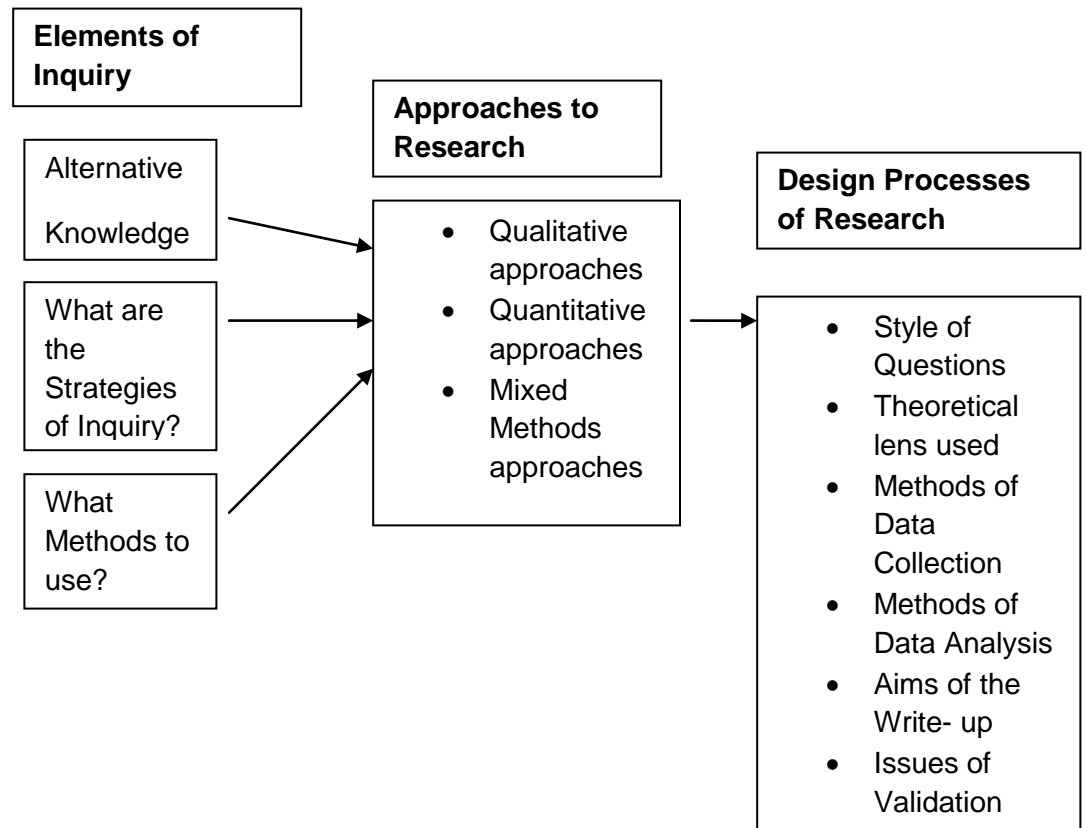 Elements of
Inquiry
Alternative
Knowledge
What are
the
Strategies
of Inquiry?
What
Methods to
use?
Approaches to
Research
• Qualitative
approaches
• Quantitative
approaches
• Mixed
Methods
approaches
Design Processes
of Research
• Style of
Questions
• Theoretical
lens used
• Methods of
Data
Collection
• Methods of
Data Analysis
• Aims of the
Write- up
• Issues of
Validation